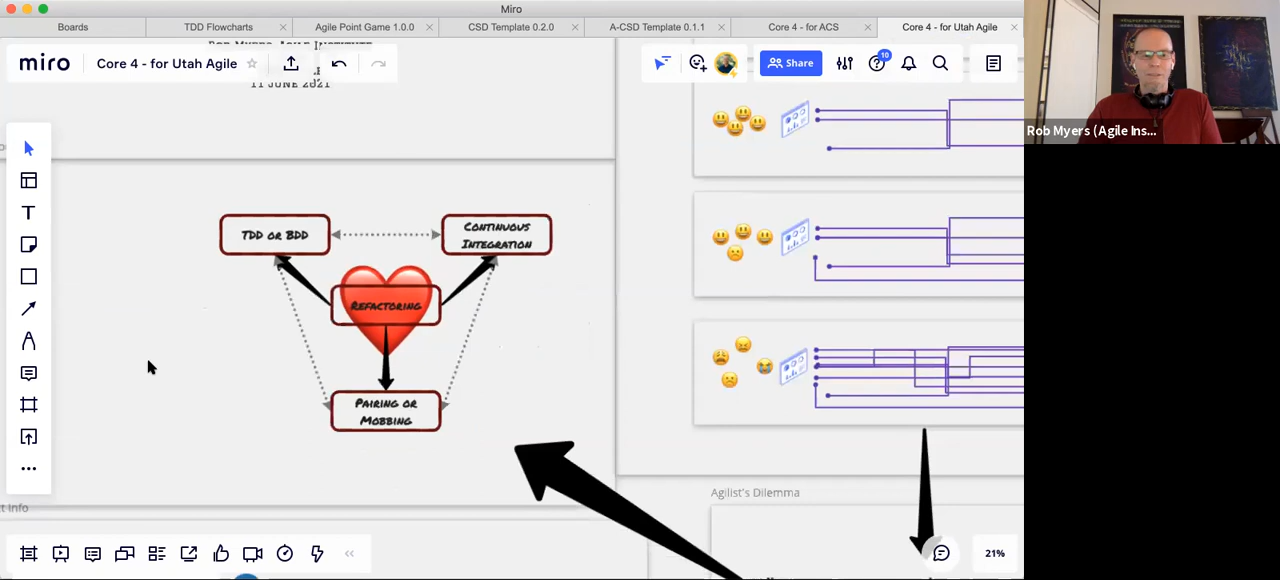 Miro
Boards
TDD Flowcharts
Agile Point Game 1.0.0
CSD Template 0.2.0
A-CSD Template 0.1.1
Core 4 - for ACS
Core 4 - for Utah Agile
miro
Core 4 - for Utah Agile
Share
10
11 June 2021
TDD or BDD
Continuous
Integration
Refactoring
Pairing or
Mobbing
Agilist's Dilemma
ct Info
21%
Rob Myers (Agile Ins...